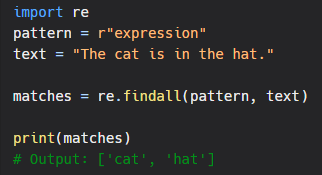 import re
pattern = r"expression"
text = "The cat is in the hat."
matches = re.findall(pattern, text)
print(matches)
# Output: ['cat', 'hat']